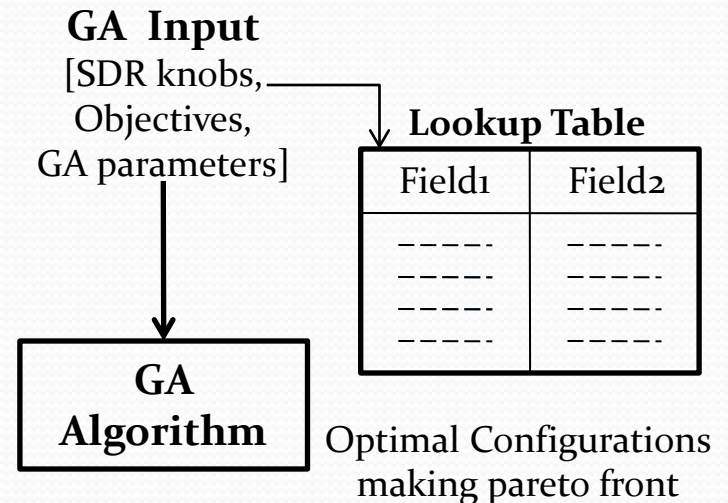 GA Input
[SDR knobs,
Objectives,
GA parameters]
Lookup Table
Field1 Field2
GA
Algorithm
Optimal Configurations
making pareto front